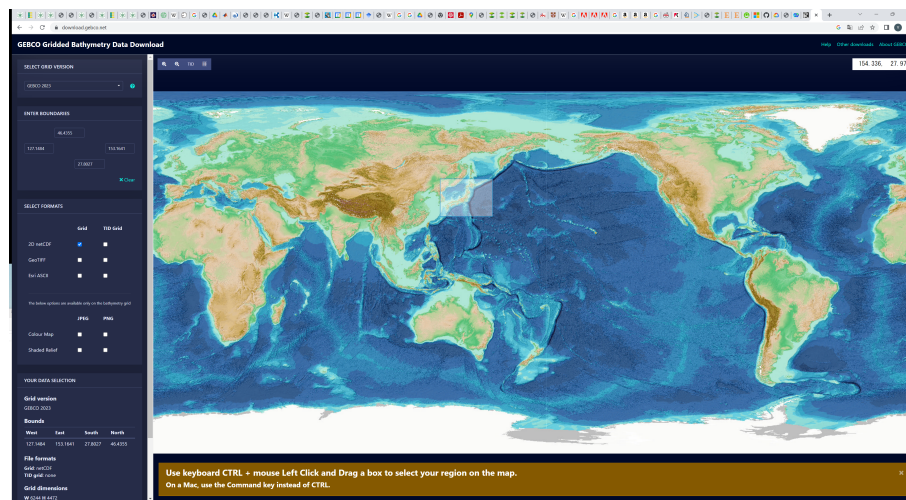 download.gebco.net
GEBCO Gridded Bathymetry Data Download
Help Other downloads About GEBCO
SELECT GRID VERSION
GEBCO 2023
154. 336. 27. 97
ENTER BOUNDARIES
46.4355
127.1484 153.1641
27.8027
Clear
SELECT FORMATS
Grid TID Grid
2D netCDF
GeoTIFF
Esri ASCII
The below options are available only on the bathymetry grid
JPEG PNG
Colour Map
Shaded Relief
YOUR DATA SELECTION
Grid version
GEBCO 2023
Bounds
West East South North
127.1484 153.1641 27.8027 46.4355
File formats
Grid: netCDF
TID grid: none
Grid dimensions
W 6244 H 4472
Use keyboard CTRL + mouse Left Click and Drag a box to select your region on the map.
On a Mac, use the Command key instead of CTRL.